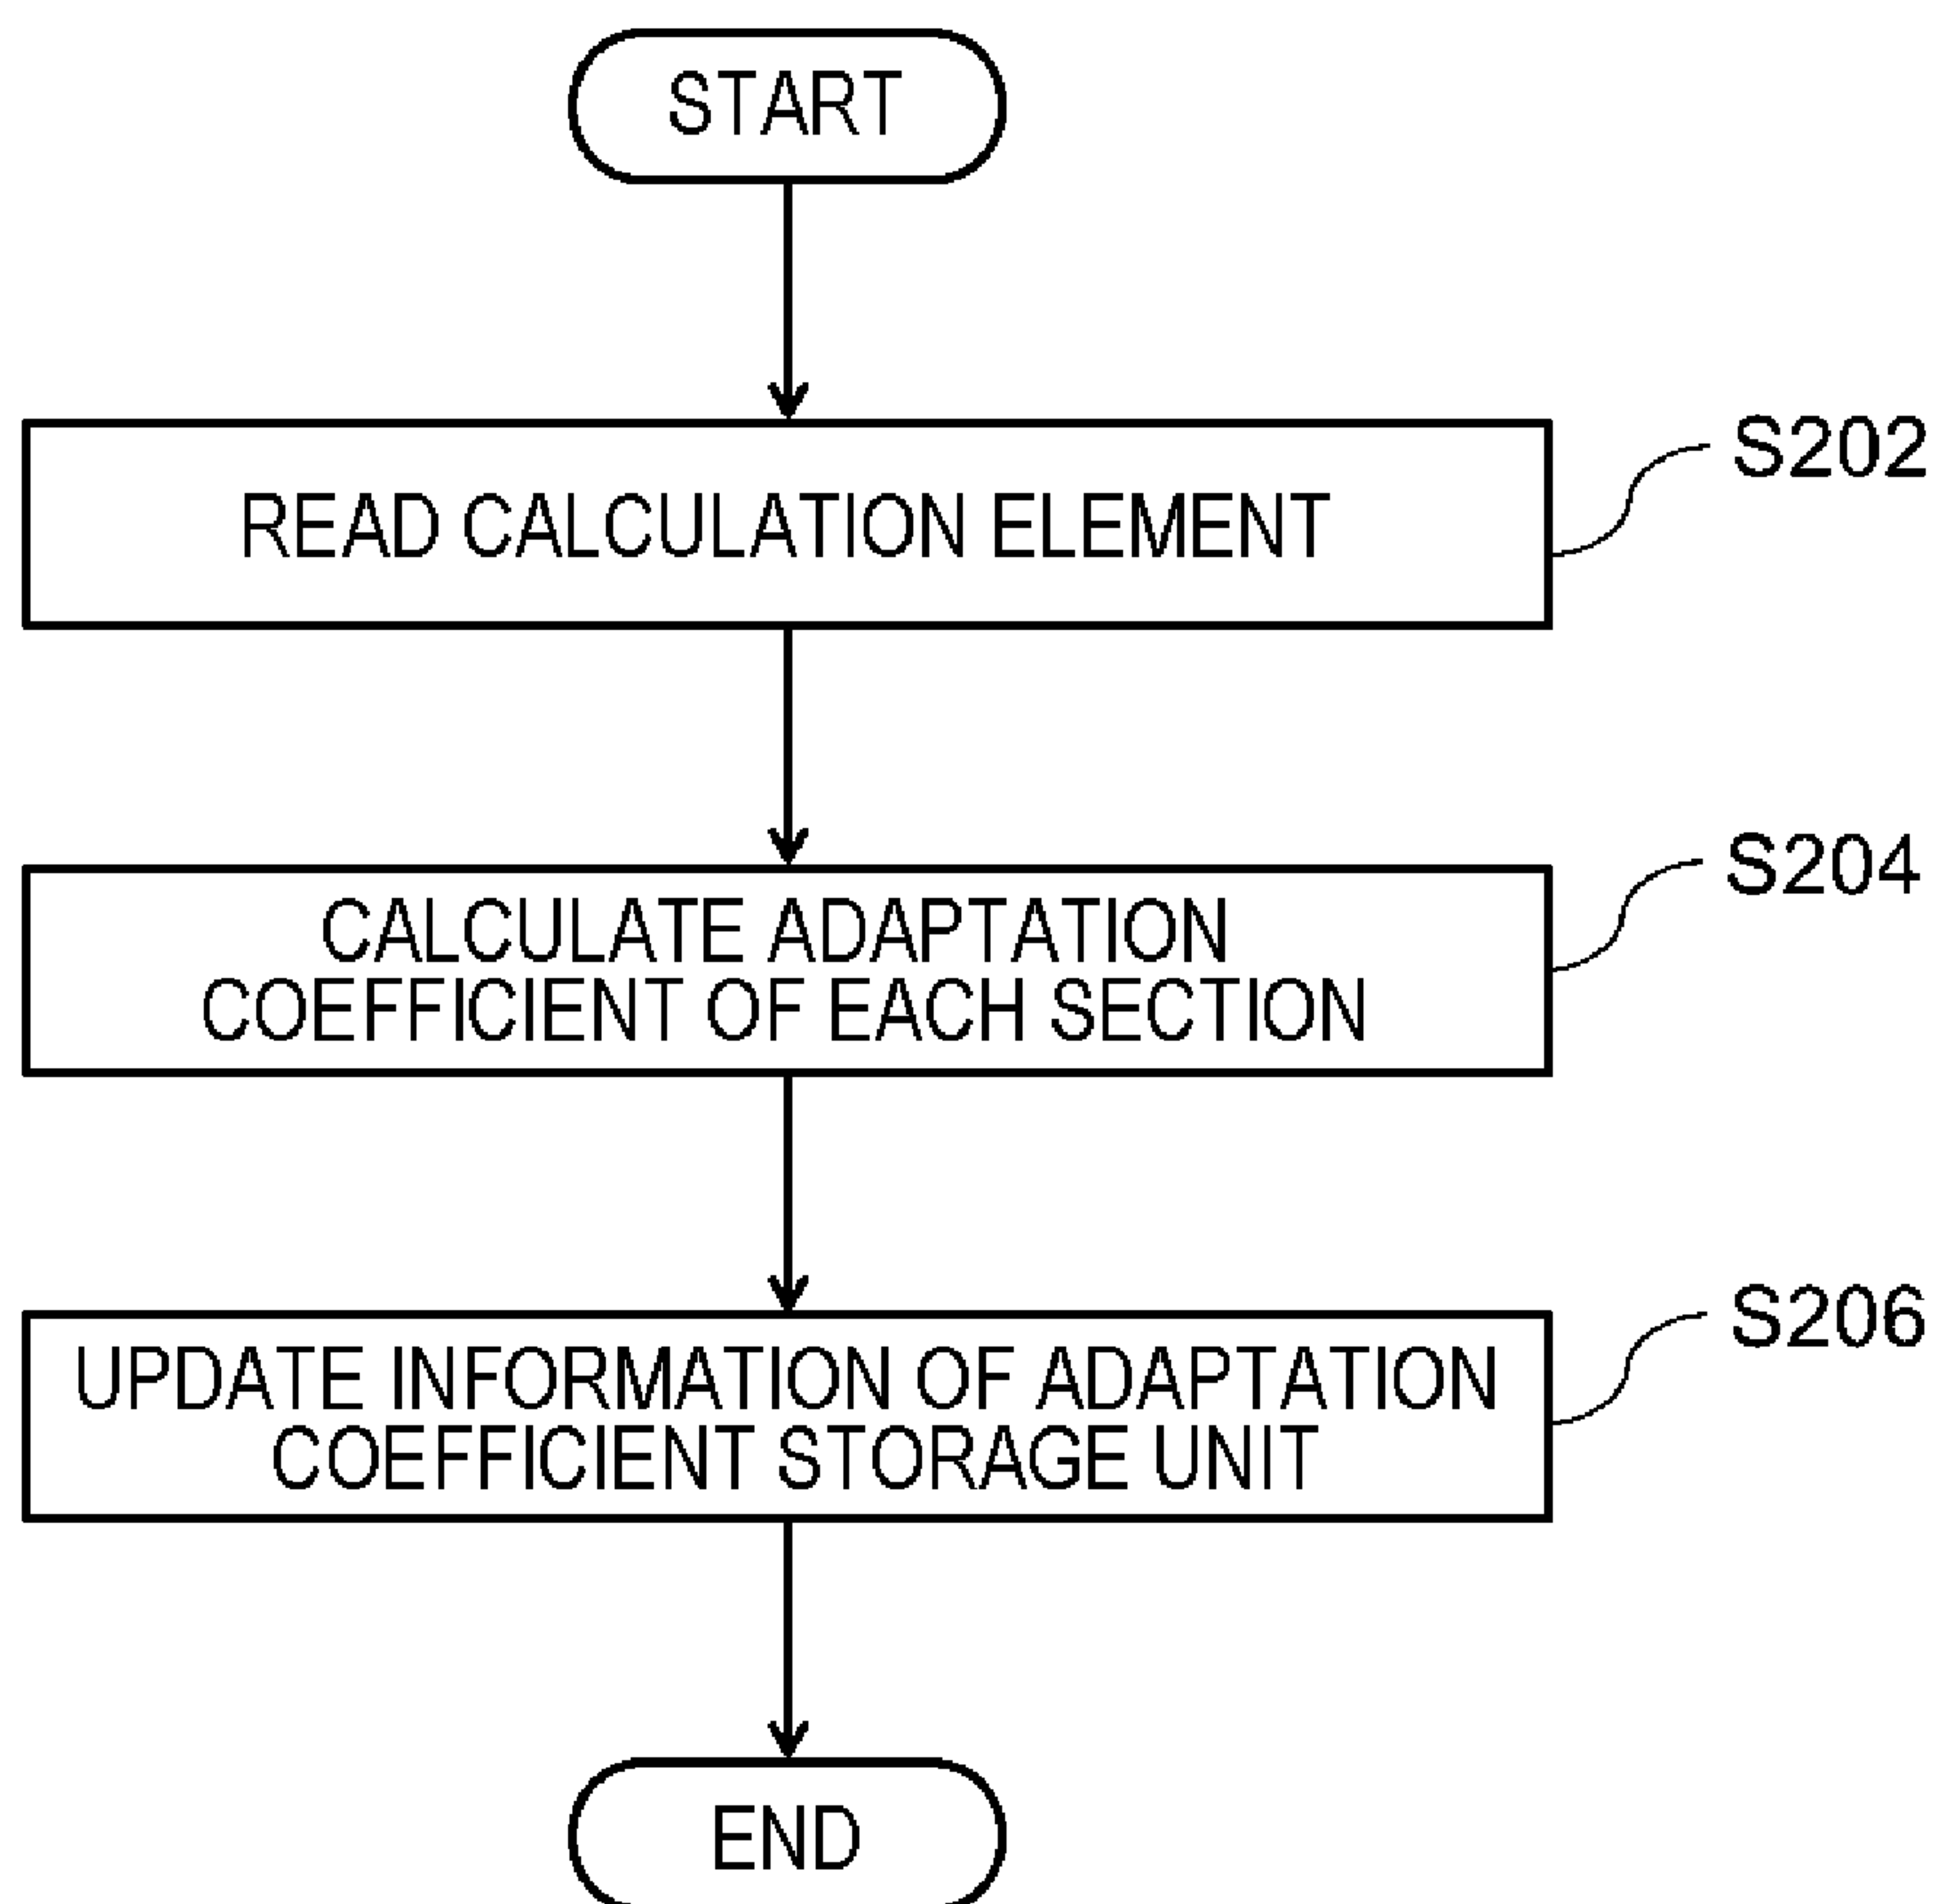 START
READ CALCULATION ELEMENT
S202
CALCULATE ADAPTATION
COEFFICIENT OF EACH SECTION
S204
UPDATE INFORMATION OF ADAPTATION
COEFFICIENT STORAGE UNIT
S206
END